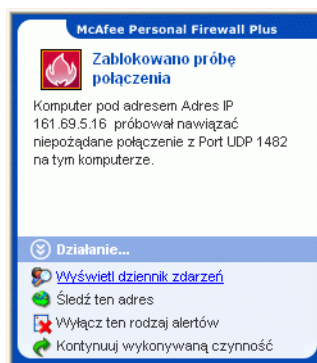 McAfee Personal Firewall Plus
Zablokowano próbę
połączenia
Komputer pod adresem Adres IP
161.69.5.16 próbował nawiązać
niepożądane połączenie z Port UDP 1482
na tym komputerze.
Działanie...
Wyświetl dziennik zdarzeń
Śledź ten adres
Wyłącz ten rodzaj alertów
Kontynuuj wykonywaną czynność